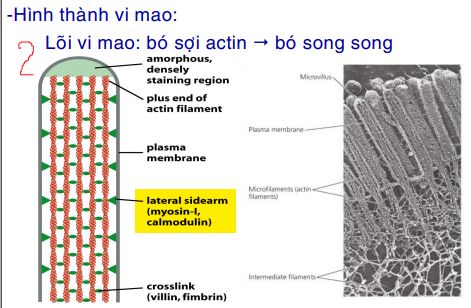 -Hình thành vi mao:
2 Lõi vi mao: bó sợi actin → bó song song
amorphous,
densely
staining region
plus end of
actin filament
plasma
membrane
lateral sidearm
(myosin-I,
calmodulin)
crosslink
(villin, fimbrin)
Microvillus
Plasma membrane
Microfilaments (actin
filaments)
Intermediate filaments